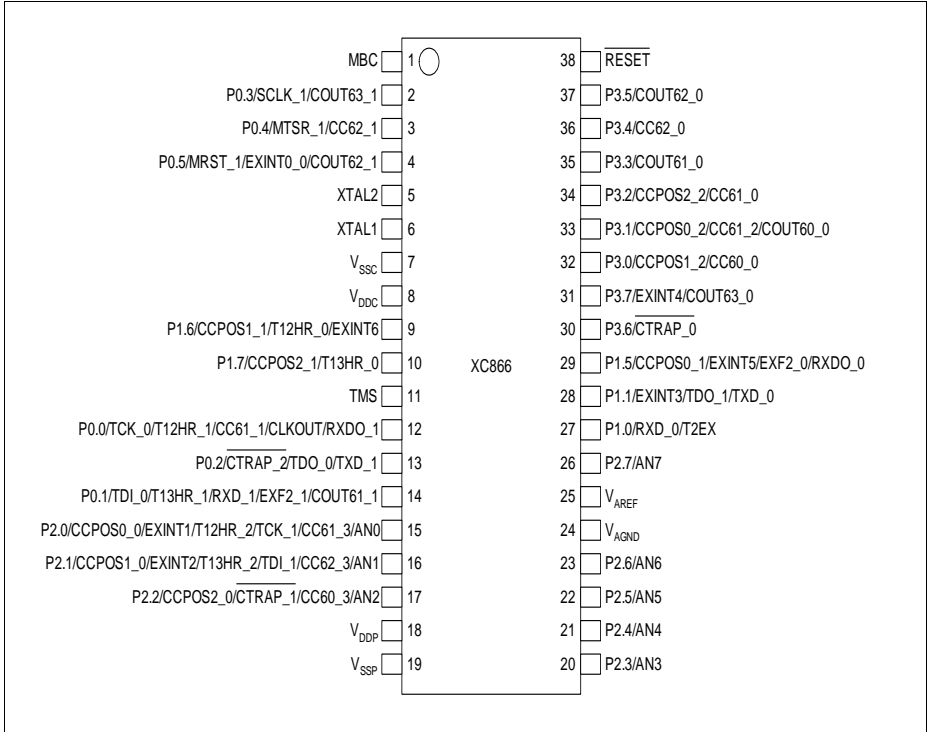 MBC 1 38 RESET
P0.3/SCLK_1/COUT63_1 2 37 P3.5/COUT62_0
P0.4/MTSR_1/CC62_1 3 36 P3.4/CC62_0
P0.5/MRST_1/EXINT0_0/COUT62_1 4 35 P3.3/COUT61_0
XTAL2 5 34 P3.2/CCPOS2_2/CC61_0
XTAL1 6 33 P3.1/CCPOS0_2/CC61_2/COUT60_0
VSSC 7 32 P3.0/CCPOS1_2/CC60_0
VDDC 8 31 P3.7/EXINT4/COUT63_0
P1.6/CCPOS1_1/T12HR_0/EXINT6 9 30 P3.6/CTRAP_0
P1.7/CCPOS2_1/T13HR_0 10 XC866 29 P1.5/CCPOS0_1/EXINT5/EXF2_0/RXDO_0
TMS 11 28 P1.1/EXINT3/TDO_1/TXD_0
P0.0/TCK_0/T12HR_1/CC61_1/CLKOUT/RXDO_1 12 27 P1.0/RXD_0/T2EX
P0.2/CTRAP_2/TDO_0/TXD_1 13 26 P2.7/AN7
P0.1/TDI_0/T13HR_1/RXD_1/EXF2_1/COUT61_1 14 25 VAREF
P2.0/CCPOS0_0/EXINT1/T12HR_2/TCK_1/CC61_3/AN0 15 24 VAGND
P2.1/CCPOS1_0/EXINT2/T13HR_2/TDI_1/CC62_3/AN1 16 23 P2.6/AN6
P2.2/CCPOS2_0/CTRAP_1/CC60_3/AN2 17 22 P2.5/AN5
VDDP 18 21 P2.4/AN4
VSSP 19 20 P2.3/AN3